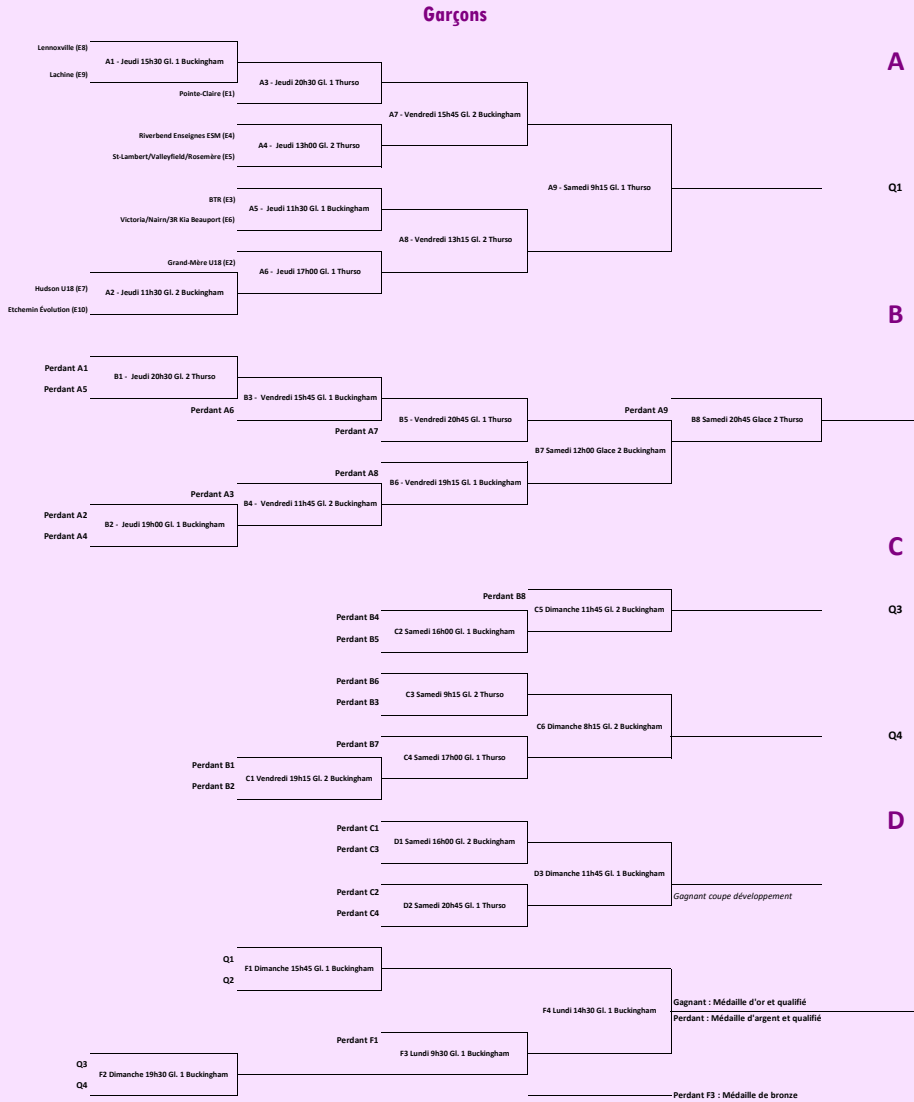 Garçons
A
Lennoxville (E8)
A1 - Jeudi 15h30 Gl. 1 Buckingham
Lachine (E9)
A3 - Jeudi 20h30 Gl. 1 Thurso
Pointe-Claire (E1)
A7 - Vendredi 15h45 Gl. 2 Buckingham
Riverbend Enseignes ESM (E4)
A4 - Jeudi 13h00 Gl. 2 Thurso
St-Lambert/Valleyfield/Rosemère (E5)
A9 - Samedi 9h15 Gl. 1 Thurso
Q1
BTR (E3)
A5 - Jeudi 11h30 Gl. 1 Buckingham
Victoria/Nairn/3R Kia Beauport (E6)
A8 - Vendredi 13h15 Gl. 2 Thurso
Grand-Mère U18 (E2)
A6 - Jeudi 17h00 Gl. 1 Thurso
Hudson U18 (E7)
A2 - Jeudi 11h30 Gl. 2 Buckingham
Etchemin Évolution (E10)
B
Perdant A1
B1 - Jeudi 20h30 Gl. 2 Thurso
Perdant A5
B3 - Vendredi 15h45 Gl. 1 Buckingham
Perdant A6
B5 - Vendredi 20h45 Gl. 1 Thurso
Perdant A7
Perdant A9
B8 Samedi 20h45 Glace 2 Thurso
B7 Samedi 12h00 Glace 2 Buckingham
Perdant A8
B6 - Vendredi 19h15 Gl. 1 Buckingham
Perdant A3
B4 - Vendredi 11h45 Gl. 2 Buckingham
Perdant A2
B2 - Jeudi 19h00 Gl. 1 Buckingham
Perdant A4
C
Perdant B8
C5 Dimanche 11h45 Gl. 2 Buckingham
Q3
Perdant B4
C2 Samedi 16h00 Gl. 1 Buckingham
Perdant B5
Perdant B6
C3 Samedi 9h15 Gl. 2 Thurso
Perdant B3
C6 Dimanche 8h15 Gl. 2 Buckingham
Q4
Perdant B7
C4 Samedi 17h00 Gl. 1 Thurso
Perdant B1
C1 Vendredi 19h15 Gl. 2 Buckingham
Perdant B2
D
Perdant C1
D1 Samedi 16h00 Gl. 2 Buckingham
Perdant C3
D3 Dimanche 11h45 Gl. 1 Buckingham
Gagnant coupe développement
Perdant C2
D2 Samedi 20h45 Gl. 1 Thurso
Perdant C4
Q1
F1 Dimanche 15h45 Gl. 1 Buckingham
Q2
F4 Lundi 14h30 Gl. 1 Buckingham
Gagnant : Médaille d'or et qualifié
Perdant : Médaille d'argent et qualifié
Perdant F1
F3 Lundi 9h30 Gl. 1 Buckingham
Q3
F2 Dimanche 19h30 Gl. 1 Buckingham
Q4
Perdant F3 : Médaille de bronze